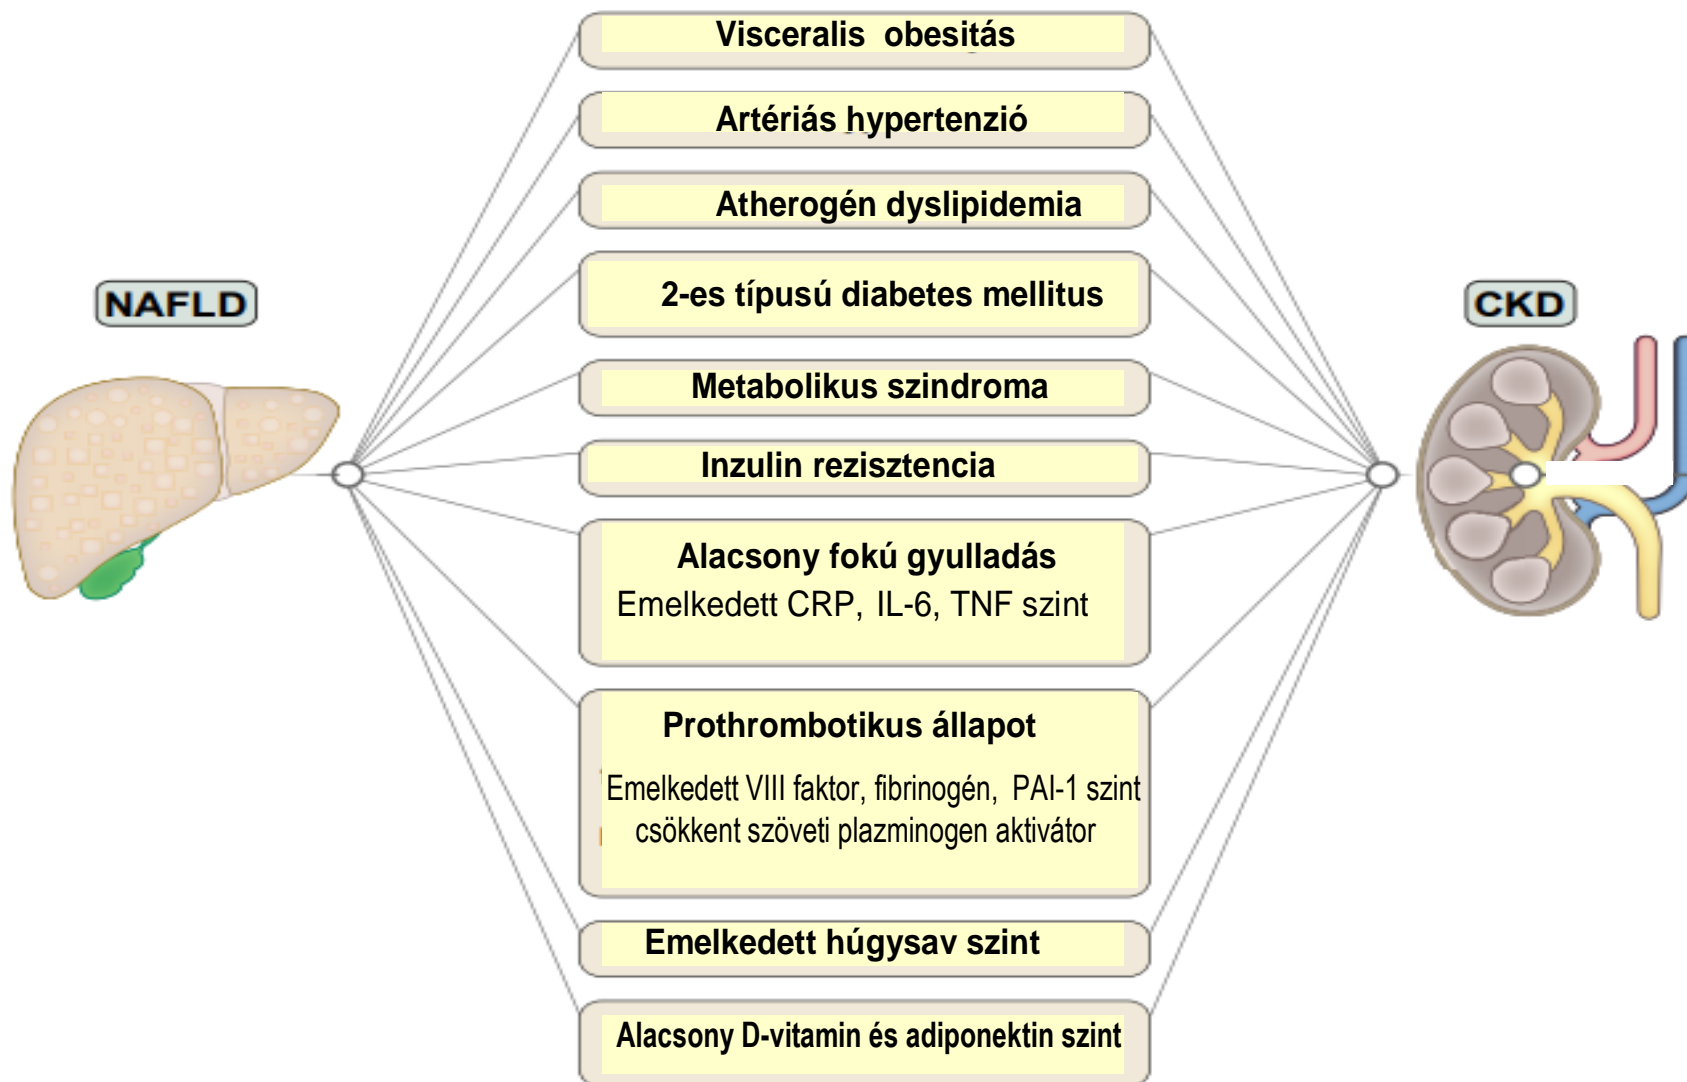 Visceralis obesitás
Artériás hypertenzió
Atherogén dyslipidemia
2-es típusú diabetes mellitus
NAFLD
CKD
Metabolikus szindroma
Inzulin rezisztencia
Alacsony fokú gyulladás
Emelkedett CRP, IL-6, TNF szint
Prothrombotikus állapot
Emelkedett VIII faktor, fibrinogén, PAI-1 szint
csökkent szöveti plazminogen aktivátor
Emelkedett húgysav szint
Alacsony D-vitamin és adiponektin szint